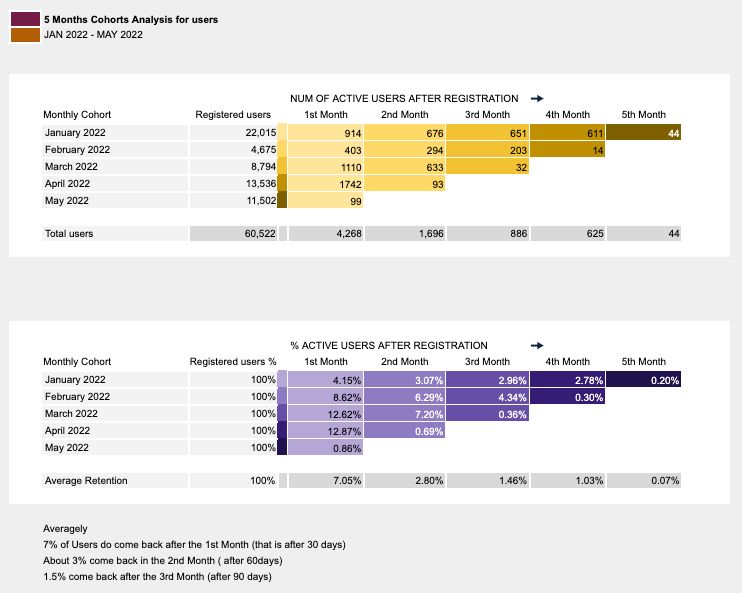 5 Months Cohorts Analysis for users
JAN 2022 - MAY 2022
NUM OF ACTIVE USERS AFTER REGISTRATION
Monthly Cohort Registered users 1st Month 2nd Month 3rd Month 4th Month 5th Month
January 2022 22,015 914 676 651 611 44
February 2022 4,675 403 294 203 14
March 2022 8,794 1110 633 32
April 2022 13,536 1742 93
May 2022 11,502 99
Total users 60,522 4,268 1,696 886 625 44
% ACTIVE USERS AFTER REGISTRATION
Monthly Cohort Registered users % 1st Month 2nd Month 3rd Month 4th Month 5th Month
January 2022 100% 4.15% 3.07% 2.96% 2.78% 0.20%
February 2022 100% 8.62% 6.29% 4.34% 0.30%
March 2022 100% 12.62% 7.20% 0.36%
April 2022 100% 12.87% 0.69%
May 2022 100% 0.86%
Average Retention 100% 7.05% 2.80% 1.46% 1.03% 0.07%
Averagely
7% of Users do come back after the 1st Month (that is after 30 days)
About 3% come back in the 2nd Month ( after 60days)
1.5% come back after the 3rd Month (after 90 days)